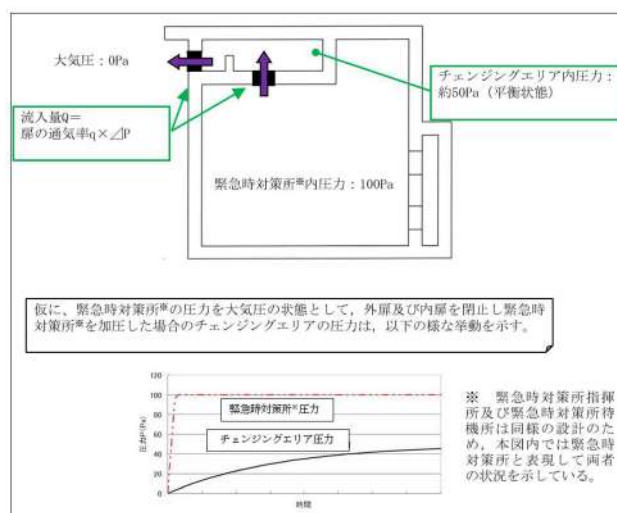 大気圧：0Pa
チェンジングエリア内圧力：
約50Pa（平衡状態）
流入量Q＝
扉の通気率q×⊿P
緊急時対策所※内圧力：100Pa
仮に、緊急時対策所※の圧力を大気圧の状態として，外扉及び内扉を閉止し緊急時
対策所※を加圧した場合のチェンジングエリアの圧力は，以下の様な挙動を示す。
圧力P(Pa)
120
100
80
60
40
20
0
緊急時対策所※圧力
チェンジングエリア圧力
時間
※　緊急時対策所指揮
所及び緊急時対策所待
機所は同様の設計のた
め，本図内では緊急時
対策所と表現して両者
の状況を示している。